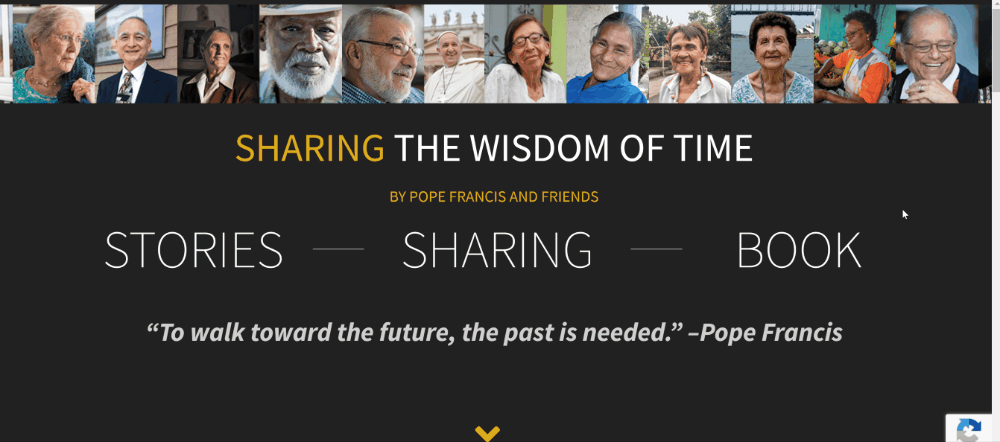 SHARING THE WISDOM OF TIME
BY POPE FRANCIS AND FRIENDS
STORIES
SHARING
BOOK
“To walk toward the future, the past is needed.” –Pope Francis